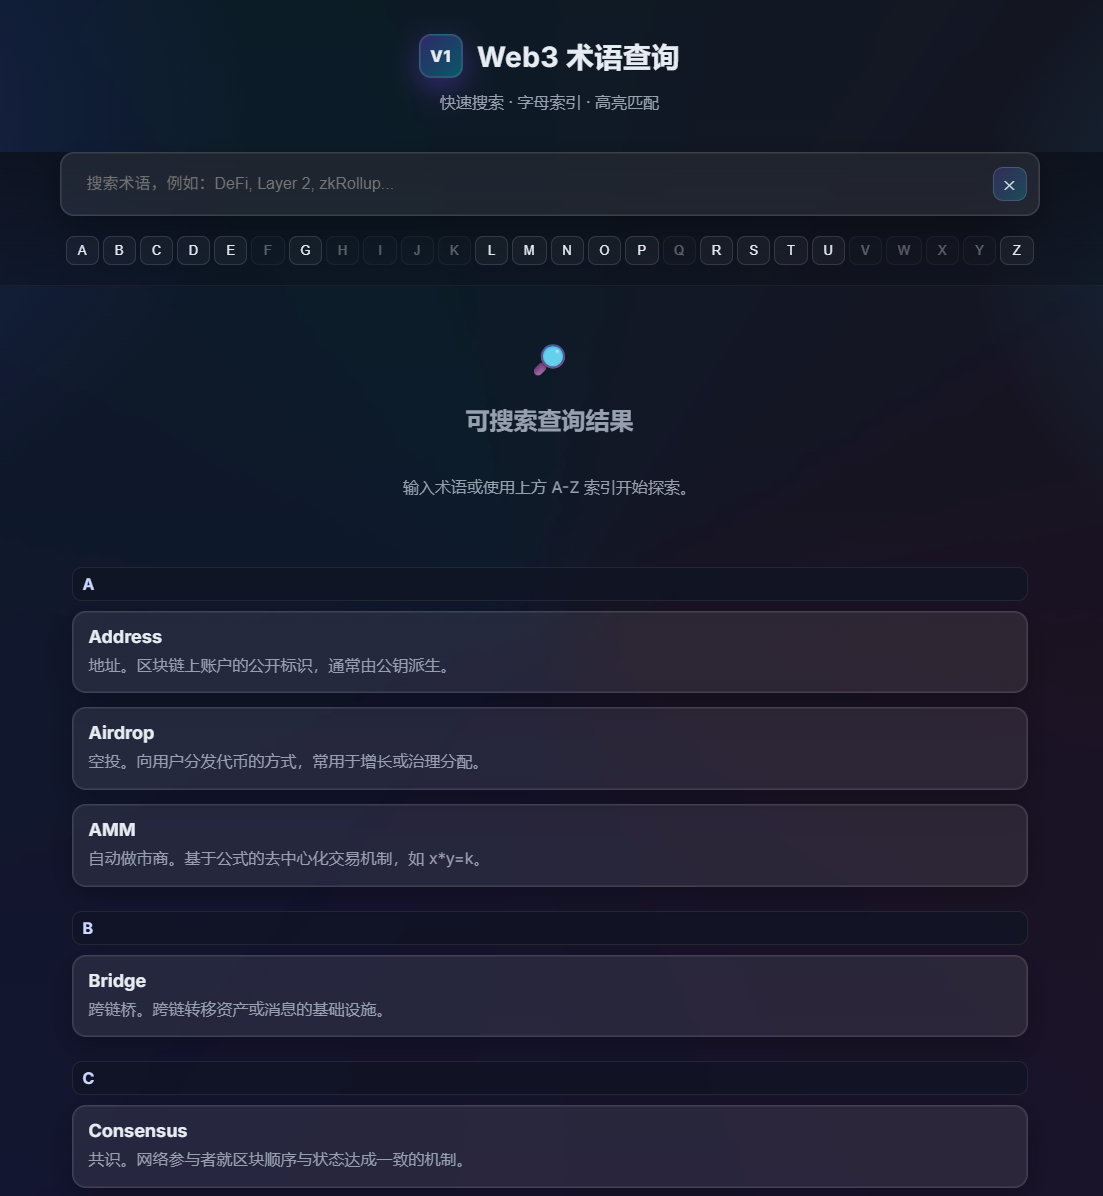 V1 Web3 术语查询
快速搜索 · 字母索引 · 高亮匹配
搜索术语，例如：DeFi, Layer 2, zkRollup...
×
A B C D E F G H I J K L M N O P Q R S T U V W X Y Z
可搜索查询结果
输入术语或使用上方 A-Z 索引开始探索。
A
Address
地址。区块链上账户的公开标识，通常由公钥派生。
Airdrop
空投。向用户分发代币的方式，常用于增长或治理分配。
AMM
自动做市商。基于公式的去中心化交易机制，如 x*y=k。
B
Bridge
跨链桥。跨链转移资产或消息的基础设施。
C
Consensus
共识。网络参与者就区块顺序与状态达成一致的机制。